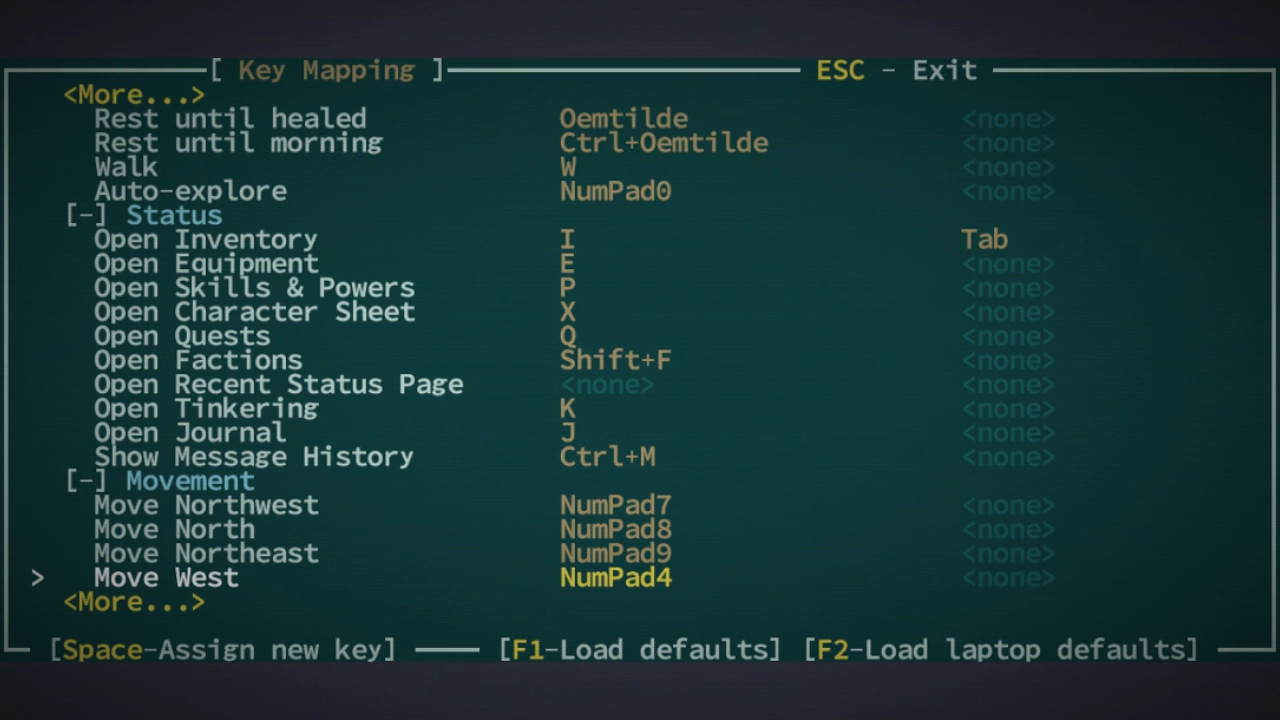 [ Key Mapping ] ESC - Exit
<More...>
Rest until healed Oemtilde <none>
Rest until morning Ctrl+Oemtilde <none>
Walk W <none>
Auto-explore NumPad0 <none>
[-] Status
Open Inventory I Tab
Open Equipment E <none>
Open Skills & Powers P <none>
Open Character Sheet X <none>
Open Quests Q <none>
Open Factions Shift+F <none>
Open Recent Status Page <none> <none>
Open Tinkering K <none>
Open Journal J <none>
Show Message History Ctrl+M <none>
[-] Movement
Move Northwest NumPad7 <none>
Move North NumPad8 <none>
Move Northeast NumPad9 <none>
> Move West NumPad4 <none>
<More...>
[Space-Assign new key] [F1-Load defaults] [F2-Load laptop defaults]